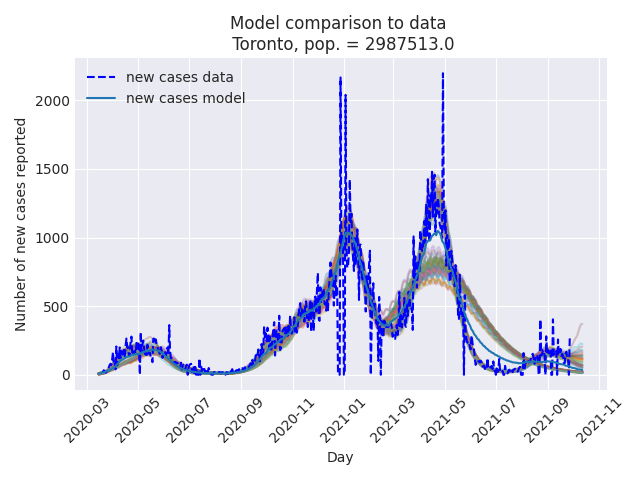 Model comparison to data
Toronto, pop. = 2987513.0
new cases data
new cases model
Number of new cases reported
2000
1500
1000
500
0
2020-03
2020-05
2020-07
2020-09
2020-11
2021-01
2021-03
2021-05
2021-07
2021-09
2021-11
Day